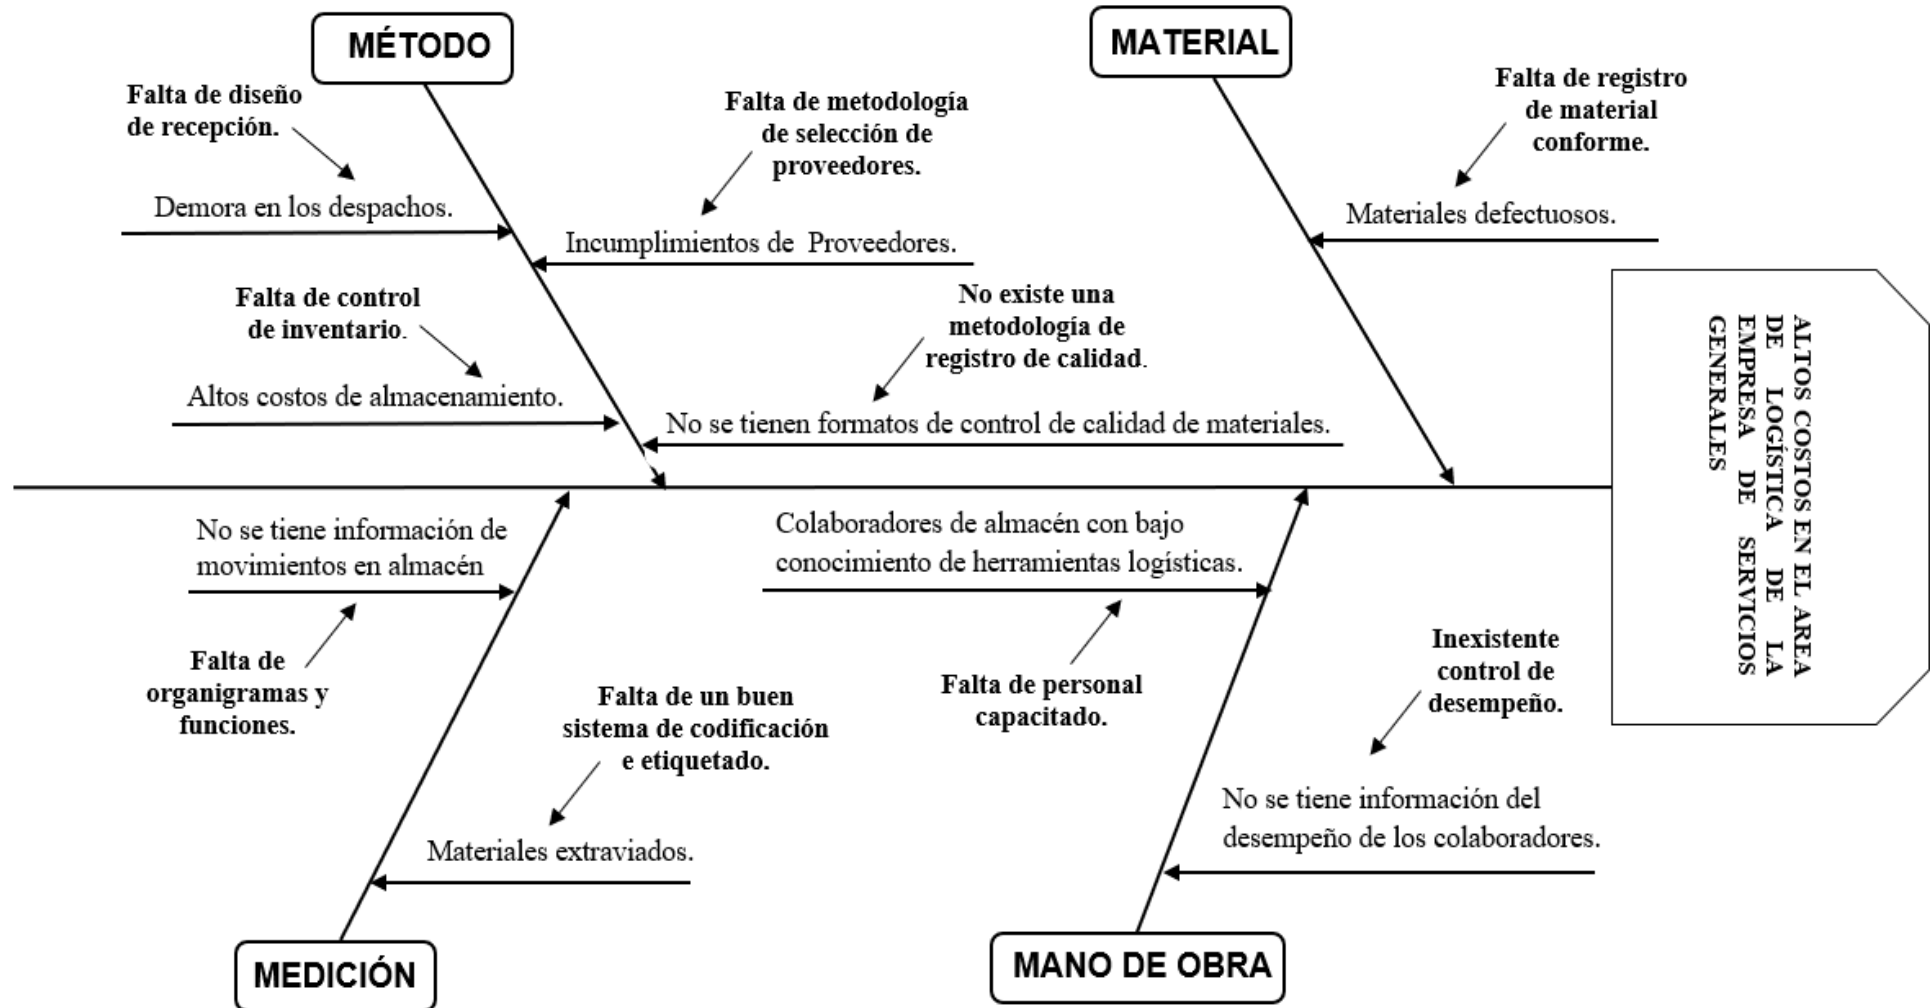 MÉTODO
MATERIAL
Falta de diseño
de recepción.
Demora en los despachos.
Falta de metodología
de selección de
proveedores.
Incumplimientos de Proveedores.
Falta de control
de inventario.
Altos costos de almacenamiento.
No existe una
metodología de
registro de calidad.
No se tienen formatos de control de calidad de materiales.
Falta de registro
de material
conforme.
Materiales defectuosos.
ALTOS COSTOS EN EL AREA
DE LOGÍSTICA DE LA
EMPRESA DE SERVICIOS
GENERALES
No se tiene información de
movimientos en almacén
Falta de
organigramas y
funciones.
Falta de un buen
sistema de codificación
e etiquetado.
Materiales extraviados.
Colaboradores de almacén con bajo
conocimiento de herramientas logísticas.
Falta de personal
capacitado.
Inexistente
control de
desempeño.
No se tiene información del
desempeño de los colaboradores.
MEDICIÓN
MANO DE OBRA